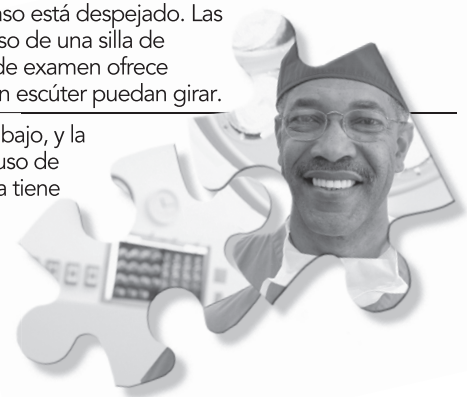 aso está despejado. Las
so de una silla de
de examen ofrece
n escúter puedan girar.
bajo, y la
uso de
a tiene